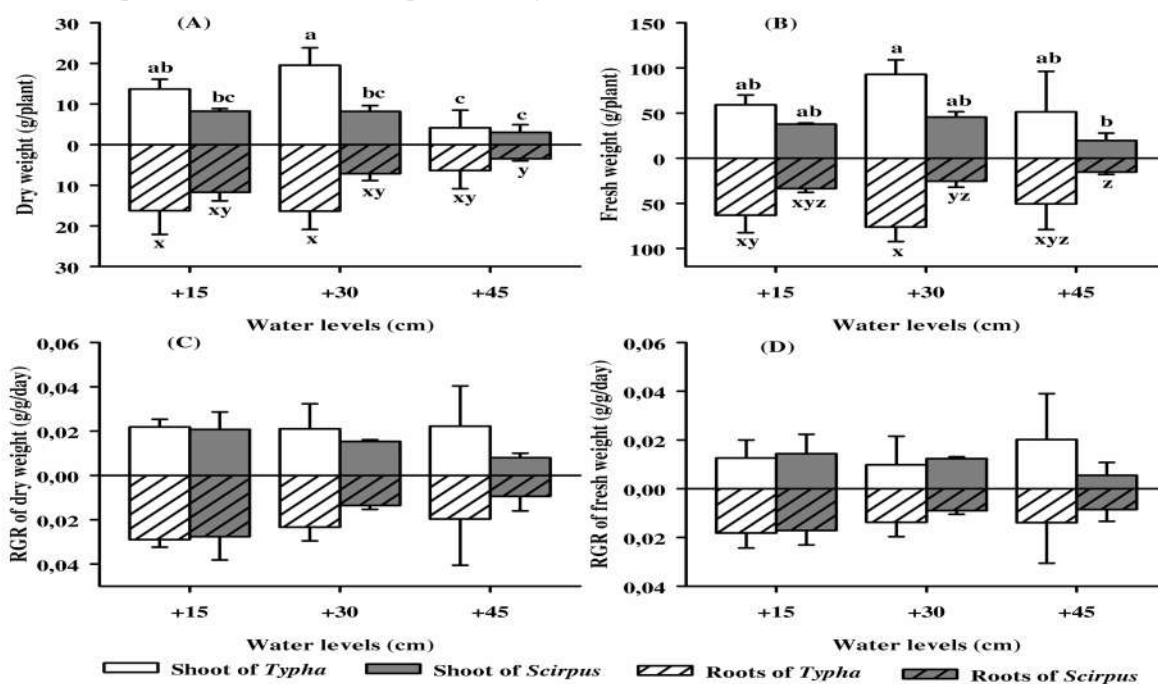 (A)
Dry weight (g/plant)
30
20
10
0
10
20
30
ab
bc
a
bc
c
c
x
xy
x
xy
xy
y
+15 +30 +45
Water levels (cm)
(B)
Fresh weight (g/plant)
150
100
50
0
50
100
ab
ab
a
ab
ab
b
xy
xyz
x
yz
xyz
z
+15 +30 +45
Water levels (cm)
(C)
RGR of dry weight (g/g/day)
0,06
0,04
0,02
0,00
0,02
0,04
+15 +30 +45
Water levels (cm)
(D)
RGR of fresh weight (g/g/day)
0,06
0,04
0,02
0,00
0,02
0,04
+15 +30 +45
Water levels (cm)
Shoot of Typha Shoot of Scirpus Roots of Typha Roots of Scirpus